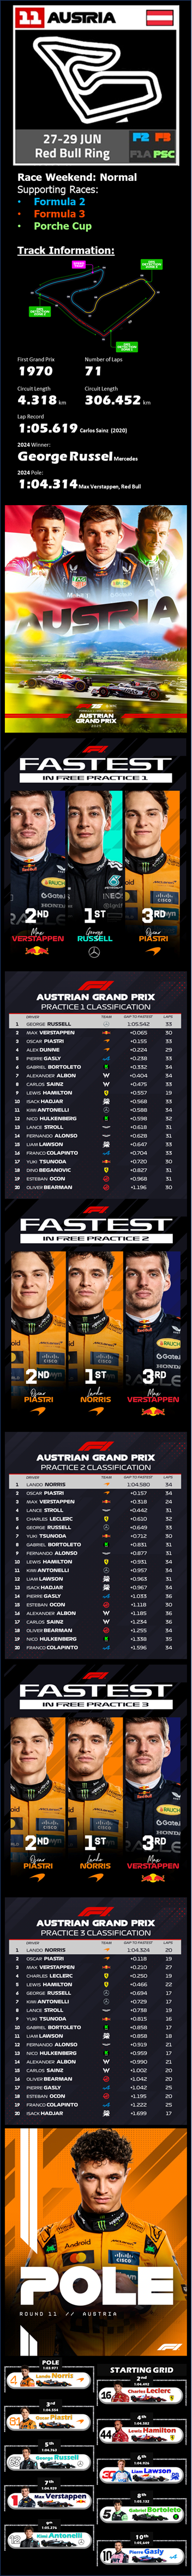 11 AUSTRIA
27-29 JUN
Red Bull Ring
F2 F3
F1A PSC
Race Weekend: Normal
Supporting Races:
• Formula 2
• Formula 3
• Porche Cup
Track Information:
First Grand Prix
Number of Laps
1970
71
Circuit Length
Circuit Length
4.318 km
306.452 km
Lap Record
1:05.619 Carlos Sainz (2020)
2024 Winner:
George Russel Mercedes
2024 Pole:
1:04.314 Max Verstappen, Red Bull
AUSTRIA
AUSTRIAN
GRAND PRIX
F1
FASTEST
IN FREE PRACTICE 1
2ND
1ST
3RD
Max
VERSTAPPEN
George
RUSSELL
Oscar
PIASTRI
AUSTRIAN GRAND PRIX
PRACTICE 1 CLASSIFICATION
DRIVER TEAM GAP TO FASTEST LAPS
1 GEORGE RUSSELL 1:05.542 33
2 MAX VERSTAPPEN +0.065 30
3 OSCAR PIASTRI +0.155 33
4 ALEX DUNNE +0.224 29
5 PIERRE GASLY +0.238 33
6 GABRIEL BORTOLETO +0.332 34
7 ALEXANDER ALBON +0.404 34
8 CARLOS SAINZ +0.475 33
9 LEWIS HAMILTON +0.557 19
10 ISACK HADJAR +0.568 33
11 KIMI ANTONELLI +0.588 34
12 NICO HULKENBERG +0.598 32
13 LANCE STROLL +0.618 31
14 FERNANDO ALONSO +0.628 31
15 LIAM LAWSON +0.647 33
16 FRANCO COLAPINTO +0.704 33
17 YUKI TSUNODA +0.720 30
18 DINO BEGANOVIC +0.827 31
19 ESTEBAN OCON +0.968 31
20 OLIVER BEARMAN +1.196 30
FASTEST
IN FREE PRACTICE 2
2ND
1ST
3RD
Oscar
PIASTRI
Lando
NORRIS
Max
VERSTAPPEN
AUSTRIAN GRAND PRIX
PRACTICE 2 CLASSIFICATION
DRIVER TEAM GAP TO FASTEST LAPS
1 LANDO NORRIS 1:04.580 34
2 OSCAR PIASTRI +0.157 34
3 MAX VERSTAPPEN +0.318 24
4 LANCE STROLL +0.442 31
5 CHARLES LECLERC +0.610 32
6 GEORGE RUSSELL +0.649 33
7 YUKI TSUNODA +0.712 30
8 GABRIEL BORTOLETO +0.831 31
9 FERNANDO ALONSO +0.877 31
10 LEWIS HAMILTON +0.931 34
11 KIMI ANTONELLI +0.957 34
12 LIAM LAWSON +0.963 31
13 ISACK HADJAR +0.967 34
14 PIERRE GASLY +1.033 36
15 ESTEBAN OCON +1.118 30
16 ALEXANDER ALBON +1.185 36
17 CARLOS SAINZ +1.234 36
18 OLIVER BEARMAN +1.255 34
19 NICO HULKENBERG +1.338 35
20 FRANCO COLAPINTO +1.596 34
FASTEST
IN FREE PRACTICE 3
2ND
1ST
3RD
Oscar
PIASTRI
Lando
NORRIS
Max
VERSTAPPEN
AUSTRIAN GRAND PRIX
PRACTICE 3 CLASSIFICATION
DRIVER TEAM GAP TO FASTEST LAPS
1 LANDO NORRIS 1:04.324 20
2 OSCAR PIASTRI +0.118 19
3 MAX VERSTAPPEN +0.210 27
4 CHARLES LECLERC +0.250 19
5 LEWIS HAMILTON +0.466 22
6 GEORGE RUSSELL +0.694 17
7 KIMI ANTONELLI +0.729 17
8 LANCE STROLL +0.738 19
9 YUKI TSUNODA +0.815 16
10 GABRIEL BORTOLETO +0.858 17
11 LIAM LAWSON +0.858 18
12 FERNANDO ALONSO +0.919 21
13 NICO HULKENBERG +0.959 17
14 ALEXANDER ALBON +0.990 21
15 CARLOS SAINZ +1.002 20
16 OLIVER BEARMAN +1.042 20
17 PIERRE GASLY +1.042 25
18 ESTEBAN OCON +1.195 20
19 FRANCO COLAPINTO +1.222 25
20 ISACK HADJAR +1.699 17
POLE
ROUND 11 // AUSTRIA
POLE
STARTING GRID
4 Lando Norris
2nd
16 Charles Leclerc
3rd
81 Oscar Piastri
4th
44 Lewis Hamilton
5th
63 George Russell
6th
30 Liam Lawson
7th
1 Max Verstappen
8th
5 Gabriel Bortoleto
9th
12 Kimi Antonelli
10th
10 Pierre Gasly